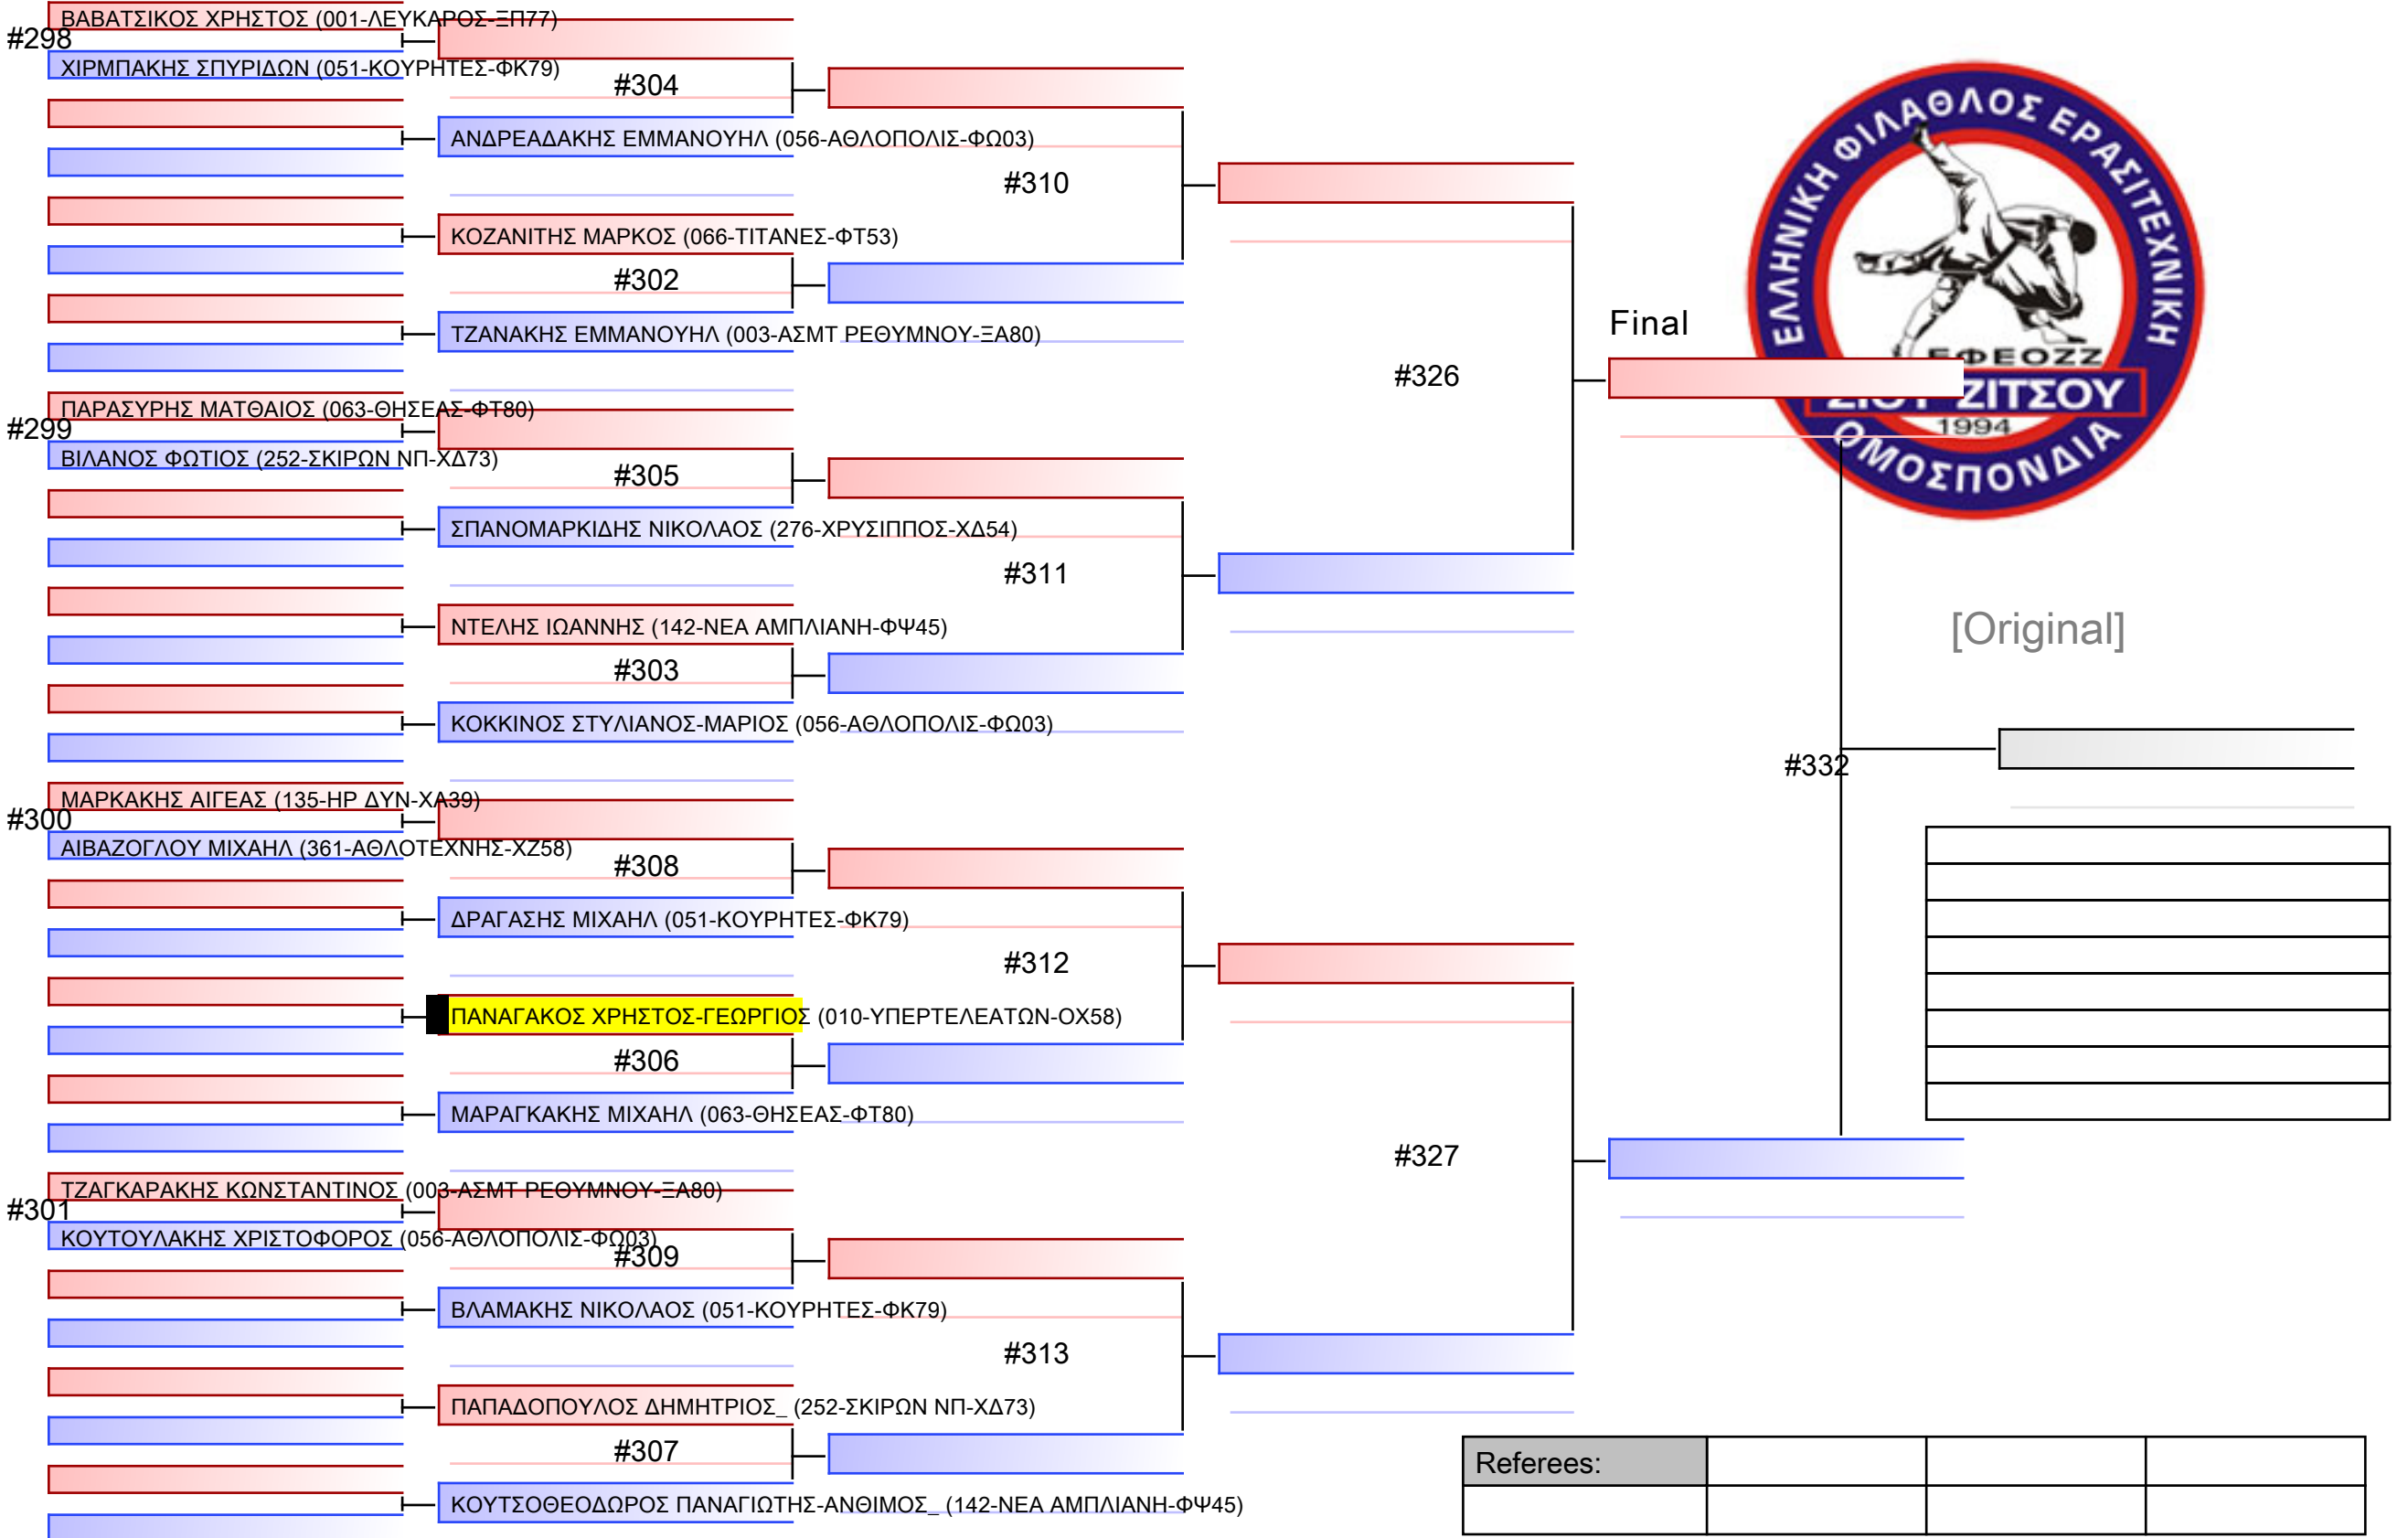 ΒΑΒΑΤΣΙΚΟΣ ΧΡΗΣΤΟΣ (001-ΛΕΥΚΑΡΟΣ-ΞΠ77)
#298
ΧΙΡΜΠΑΚΗΣ ΣΠΥΡΙΔΩΝ (051-ΚΟΥΡΗΤΕΣ-ΦΚ79)
#304
ΑΝΔΡΕΑΔΑΚΗΣ ΕΜΜΑΝΟΥΗΛ (056-ΑΘΛΟΠΟΛΙΣ-ΦΩ03)
#310
ΚΟΖΑΝΙΤΗΣ ΜΑΡΚΟΣ (066-ΤΙΤΑΝΕΣ-ΦΤ53)
#302
ΤΖΑΝΑΚΗΣ ΕΜΜΑΝΟΥΗΛ (003-ΑΣΜΤ ΡΕΘΥΜΝΟΥ-ΞΑ80)
#326
ΠΑΡΑΣΥΡΗΣ ΜΑΤΘΑΙΟΣ (063-ΘΗΣΕΑΣ-ΦΤ80)
#299
ΒΙΛΑΝΟΣ ΦΩΤΙΟΣ (252-ΣΚΙΡΩΝ ΝΠ-ΧΔ73)
#305
ΣΠΑΝΟΜΑΡΚΙΔΗΣ ΝΙΚΟΛΑΟΣ (276-ΧΡΥΣΙΠΠΟΣ-ΧΔ54)
#311
ΝΤΕΛΗΣ ΙΩΑΝΝΗΣ (142-ΝΕΑ ΑΜΠΛΙΑΝΗ-ΦΨ45)
#303
ΚΟΚΚΙΝΟΣ ΣΤΥΛΙΑΝΟΣ-ΜΑΡΙΟΣ (056-ΑΘΛΟΠΟΛΙΣ-ΦΩ03)
ΜΑΡΚΑΚΗΣ ΑΙΓΕΑΣ (135-ΗΡ ΔΥΝ-ΧΑ39)
#300
ΑΙΒΑΖΟΓΛΟΥ ΜΙΧΑΗΛ (361-ΑΘΛΟΤΕΧΝΗΣ-ΧΖ58)
#308
ΔΡΑΓΑΣΗΣ ΜΙΧΑΗΛ (051-ΚΟΥΡΗΤΕΣ-ΦΚ79)
#312
ΠΑΝΑΓΑΚΟΣ ΧΡΗΣΤΟΣ-ΓΕΩΡΓΙΟΣ (010-ΥΠΕΡΤΕΛΕΑΤΩΝ-ΟΧ58)
#306
ΜΑΡΑΓΚΑΚΗΣ ΜΙΧΑΗΛ (063-ΘΗΣΕΑΣ-ΦΤ80)
#327
ΤΖΑΓΚΑΡΑΚΗΣ ΚΩΝΣΤΑΝΤΙΝΟΣ (003-ΑΣΜΤ ΡΕΘΥΜΝΟΥ-ΞΑ80)
#301
ΚΟΥΤΟΥΛΑΚΗΣ ΧΡΙΣΤΟΦΟΡΟΣ (056-ΑΘΛΟΠΟΛΙΣ-ΦΩ03)
#309
ΒΛΑΜΑΚΗΣ ΝΙΚΟΛΑΟΣ (051-ΚΟΥΡΗΤΕΣ-ΦΚ79)
#313
ΠΑΠΑΔΟΠΟΥΛΟΣ ΔΗΜΗΤΡΙΟΣ_ (252-ΣΚΙΡΩΝ ΝΠ-ΧΔ73)
#307
ΚΟΥΤΣΟΘΕΟΔΩΡΟΣ ΠΑΝΑΓΙΩΤΗΣ-ΑΝΘΙΜΟΣ_ (142-ΝΕΑ ΑΜΠΛΙΑΝΗ-ΦΨ45)
ΕΛΛΗΝΙΚΗ ΦΙΛΑΘΛΟΣ ΕΡΑΣΙΤΕΧΝΙΚΗ
Final
ΕΦΕΟΖΖ
ΖΙΤΣΟΥ
1994
ΟΜΟΣΠΟΝΔΙΑ
[Original]
#332
Referees: